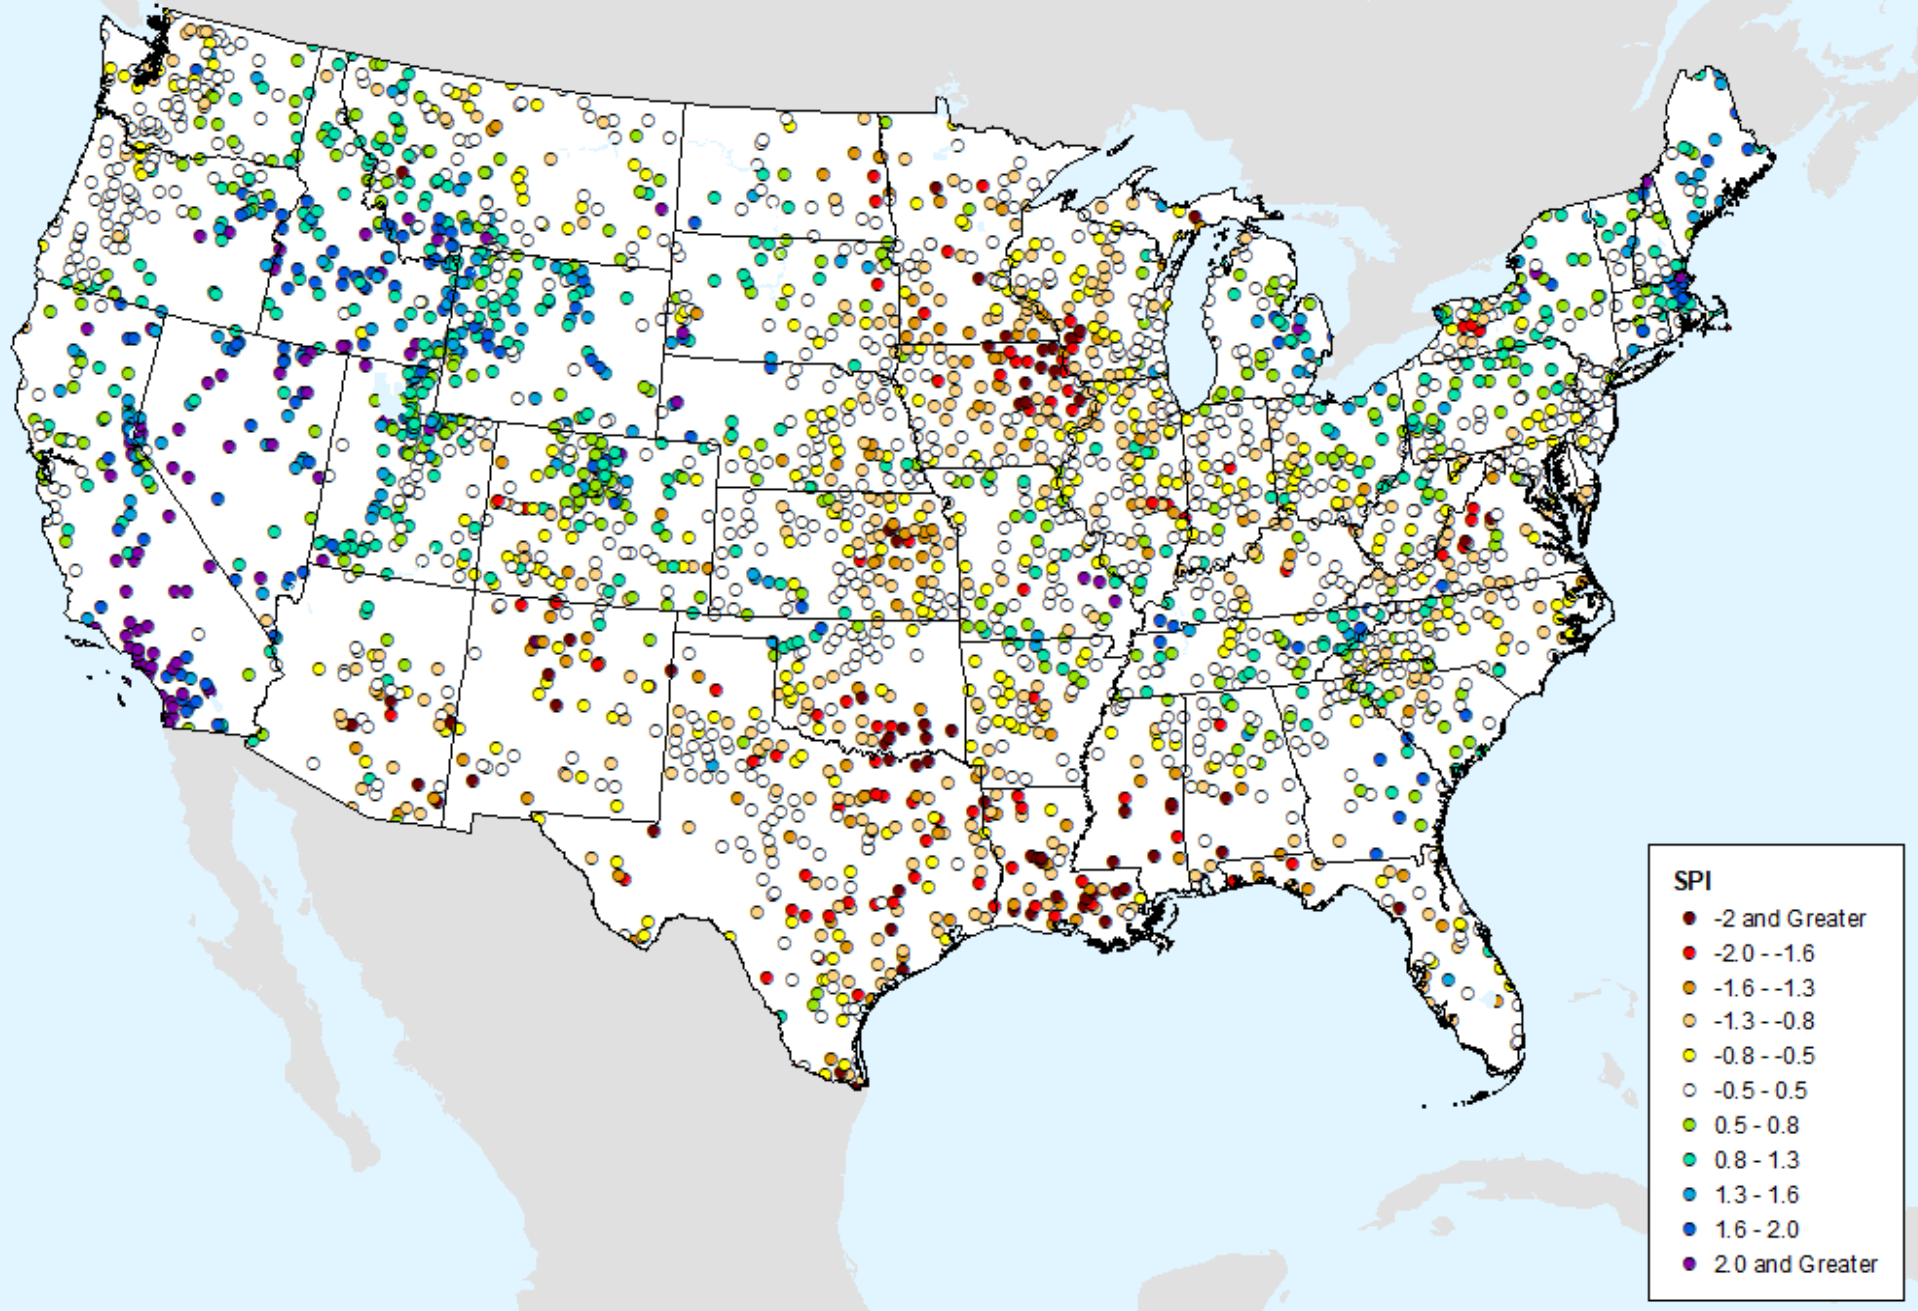 SPI
-2 and Greater
-2.0 - -1.6
-1.6 - -1.3
-1.3 - -0.8
-0.8 - -0.5
-0.5 - 0.5
0.5 - 0.8
0.8 - 1.3
1.3 - 1.6
1.6 - 2.0
2.0 and Greater